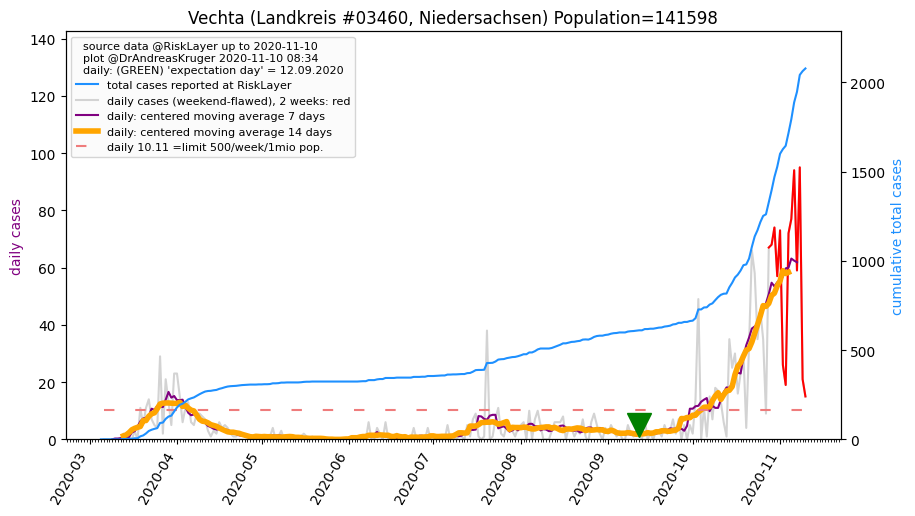 Vechta (Landkreis #03460, Niedersachsen) Population=141598
source data @RiskLayer up to 2020-11-10
plot @DrAndreasKruger 2020-11-10 08:34
daily: (GREEN) 'expectation day' = 12.09.2020
total cases reported at RiskLayer
daily cases (weekend-flawed), 2 weeks: red
daily: centered moving average 7 days
daily: centered moving average 14 days
daily 10.11 =limit 500/week/1mio pop.
daily cases
140
120
100
80
60
40
20
0
cumulative total cases
2000
1500
1000
500
0
2020-03
2020-04
2020-05
2020-06
2020-07
2020-08
2020-09
2020-10
2020-11